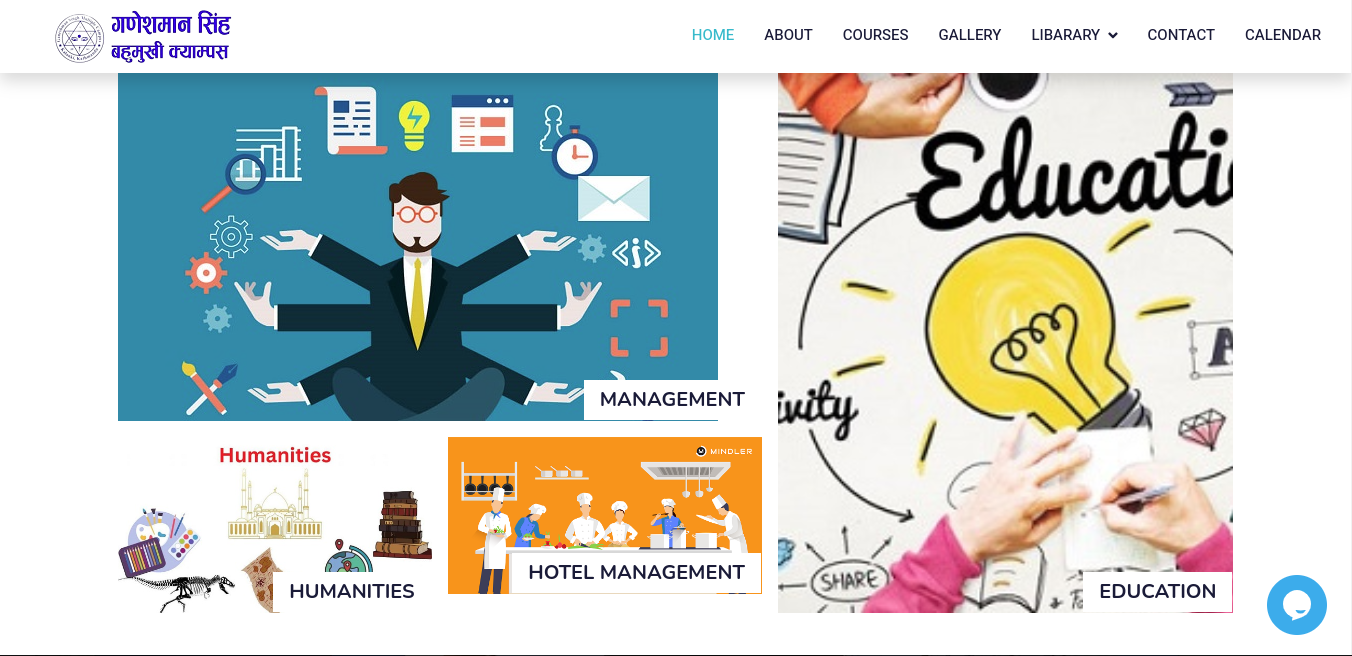 गणेशमान सिंह
बहुमुखी क्याम्पस
HOME ABOUT COURSES GALLERY LIBARARY CONTACT CALENDAR
Educati
MANAGEMENT
ivity
Humanities
MINDLER
HOTEL MANAGEMENT
HUMANITIES
SHARE
EDUCATION